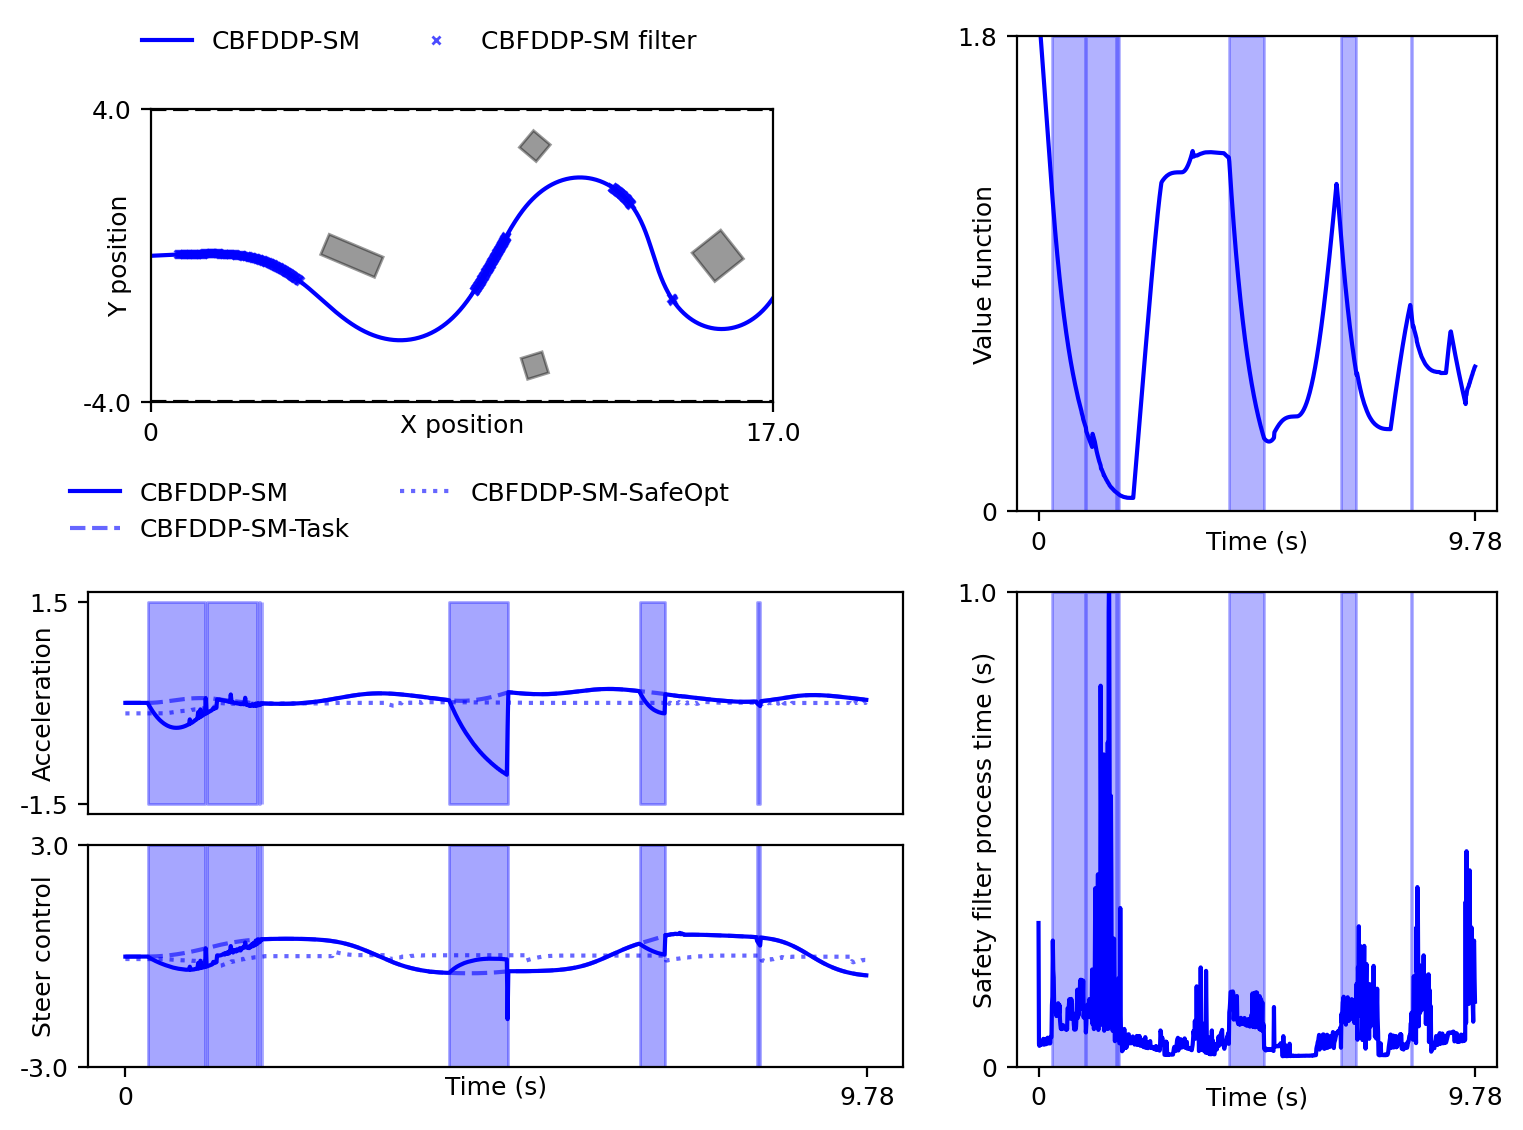 CBFDDP-SM
CBFDDP-SM filter
4.0
Y position
-4.0
0
X position
17.0
1.8
Value function
0
0
Time (s)
9.78
CBFDDP-SM
CBFDDP-SM-SafeOpt
CBFDDP-SM-Task
1.5
Acceleration
-1.5
3.0
Steer control
-3.0
0
Time (s)
9.78
1.0
Safety filter process time (s)
0
0
Time (s)
9.78